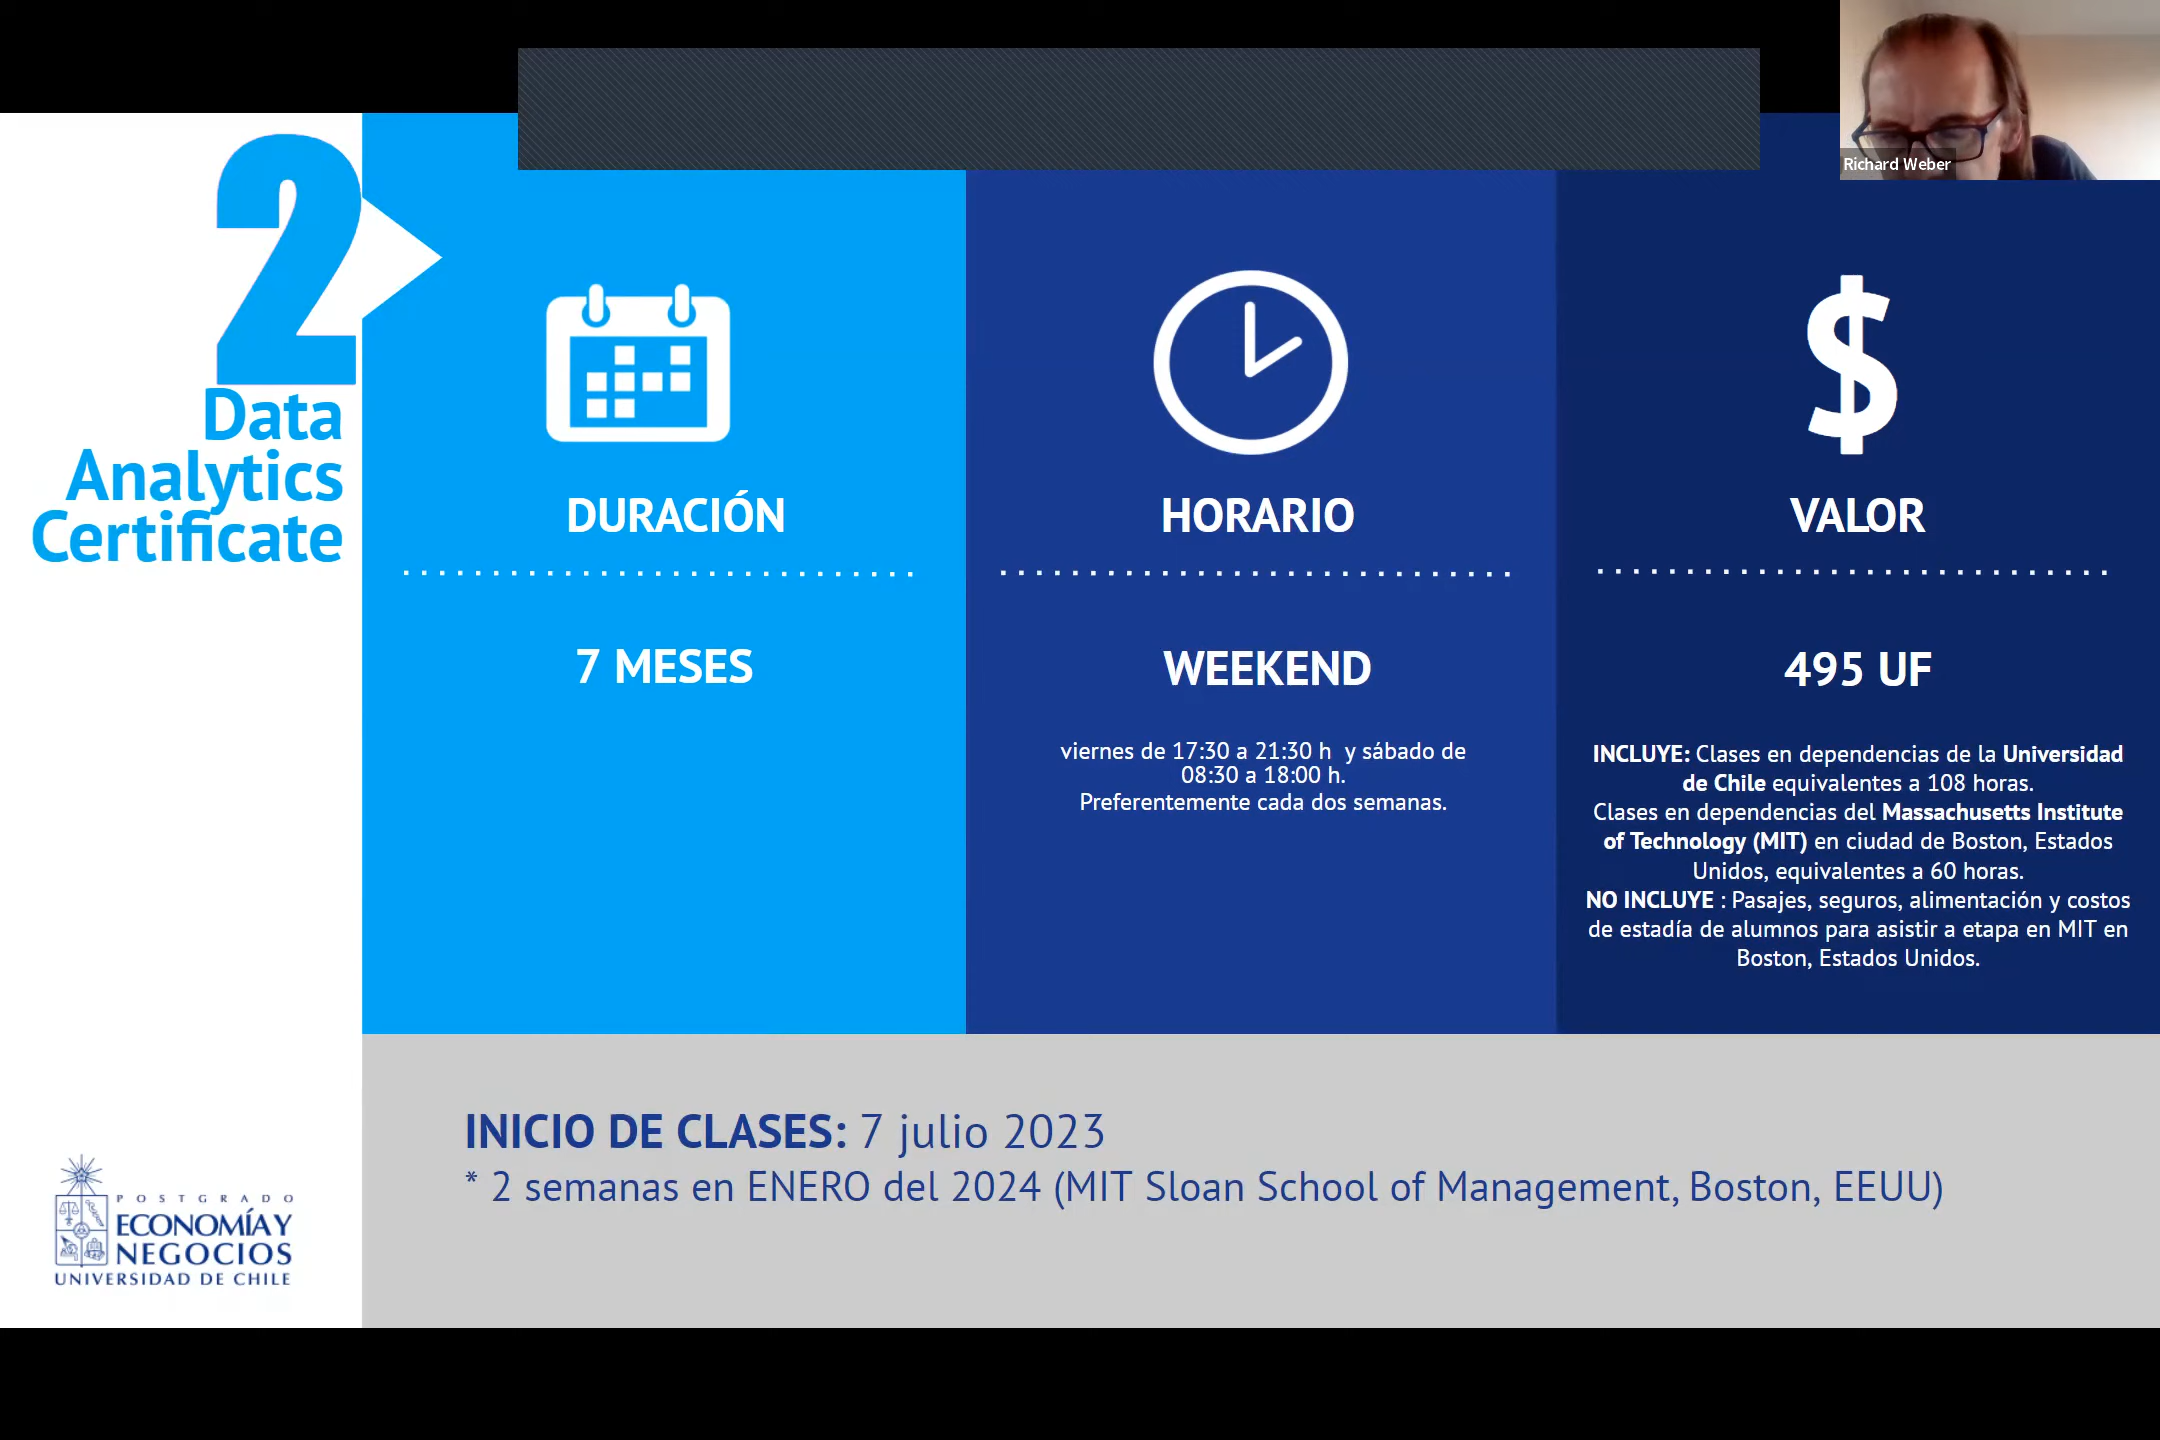 Richard Weber
2
Data
Analytics
Certificate
DURACIÓN
7 MESES
HORARIO
WEEKEND
viernes de 17:30 a 21:30 h y sábado de
08:30 a 18:00 h.
Preferentemente cada dos semanas.
$
VALOR
495 UF
INCLUYE: Clases en dependencias de la Universidad
de Chile equivalentes a 108 horas.
Clases en dependencias del Massachusetts Institute
of Technology (MIT) en ciudad de Boston, Estados
Unidos, equivalentes a 60 horas.
NO INCLUYE : Pasajes, seguros, alimentación y costos
de estadía de alumnos para asistir a etapa en MIT en
Boston, Estados Unidos.
INICIO DE CLASES: 7 julio 2023
* 2 semanas en ENERO del 2024 (MIT Sloan School of Management, Boston, EEUU)
POSTGRADO
ECONOMÍA Y
NEGOCIOS
UNIVERSIDAD DE CHILE